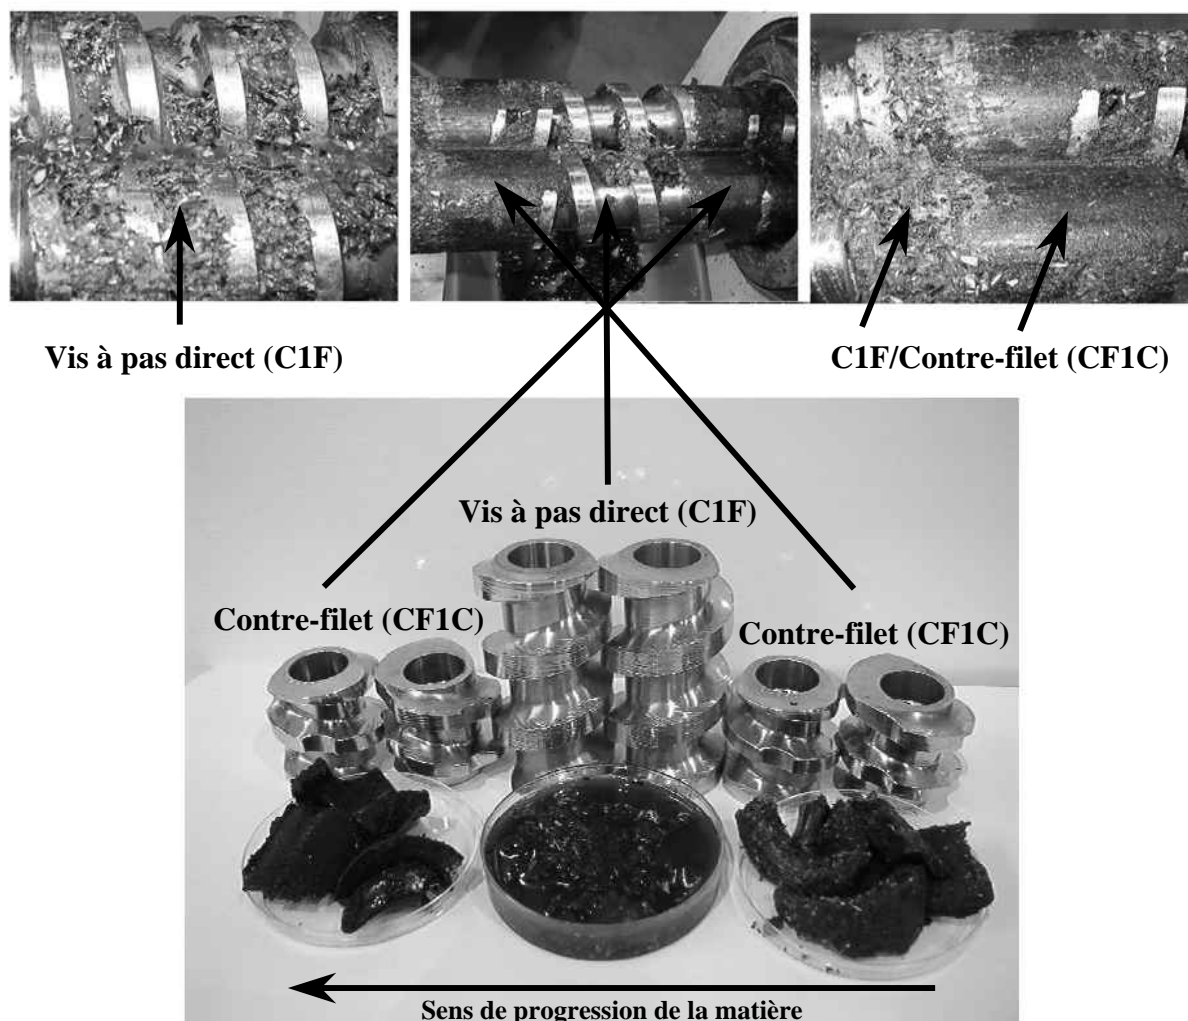 Vis à pas direct (C1F)
C1F/Contre-filet (CF1C)
Vis à pas direct (C1F)
Contre-filet (CF1C)
Contre-filet (CF1C)
Sens de progression de la matière